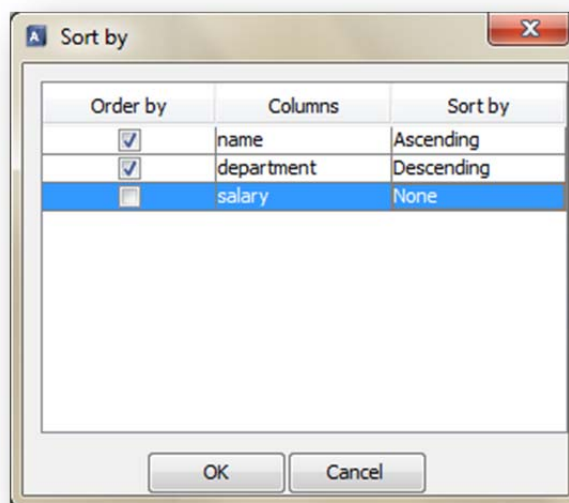 A Sort by
Order by Columns Sort by
name Ascending
department Descending
salary None
OK Cancel